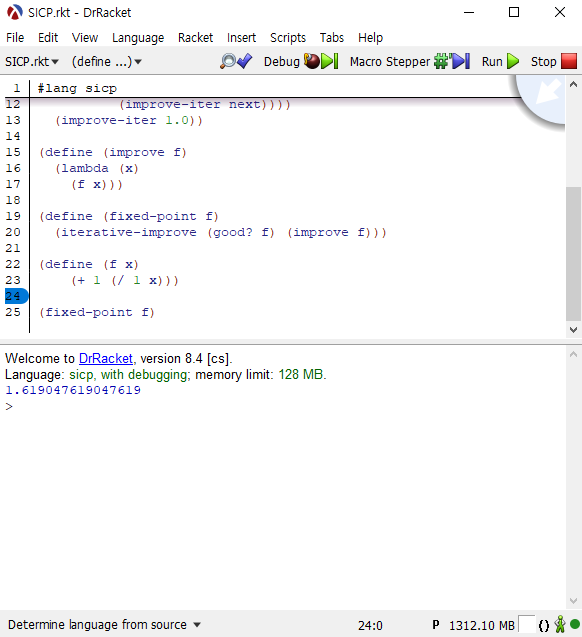 SICP.rkt - DrRacket
File Edit View Language Racket Insert Scripts Tabs Help
SICP.rkt▾ (define ...)▾ Debug Macro Stepper Run Stop
1 #lang sicp
12 (improve-iter next))))
13 (improve-iter 1.0))
14
15 (define (improve f)
16 (lambda (x)
17 (f x)))
18
19 (define (fixed-point f)
20 (iterative-improve (good? f) (improve f)))
21
22 (define (f x)
23 (+ 1 (/ 1 x)))
24
25 (fixed-point f)
Welcome to DrRacket, version 8.4 [cs].
Language: sicp, with debugging; memory limit: 128 MB.
1.619047619047619
>
Determine language from source ▾ 24:0 P 1312.10 MB ()